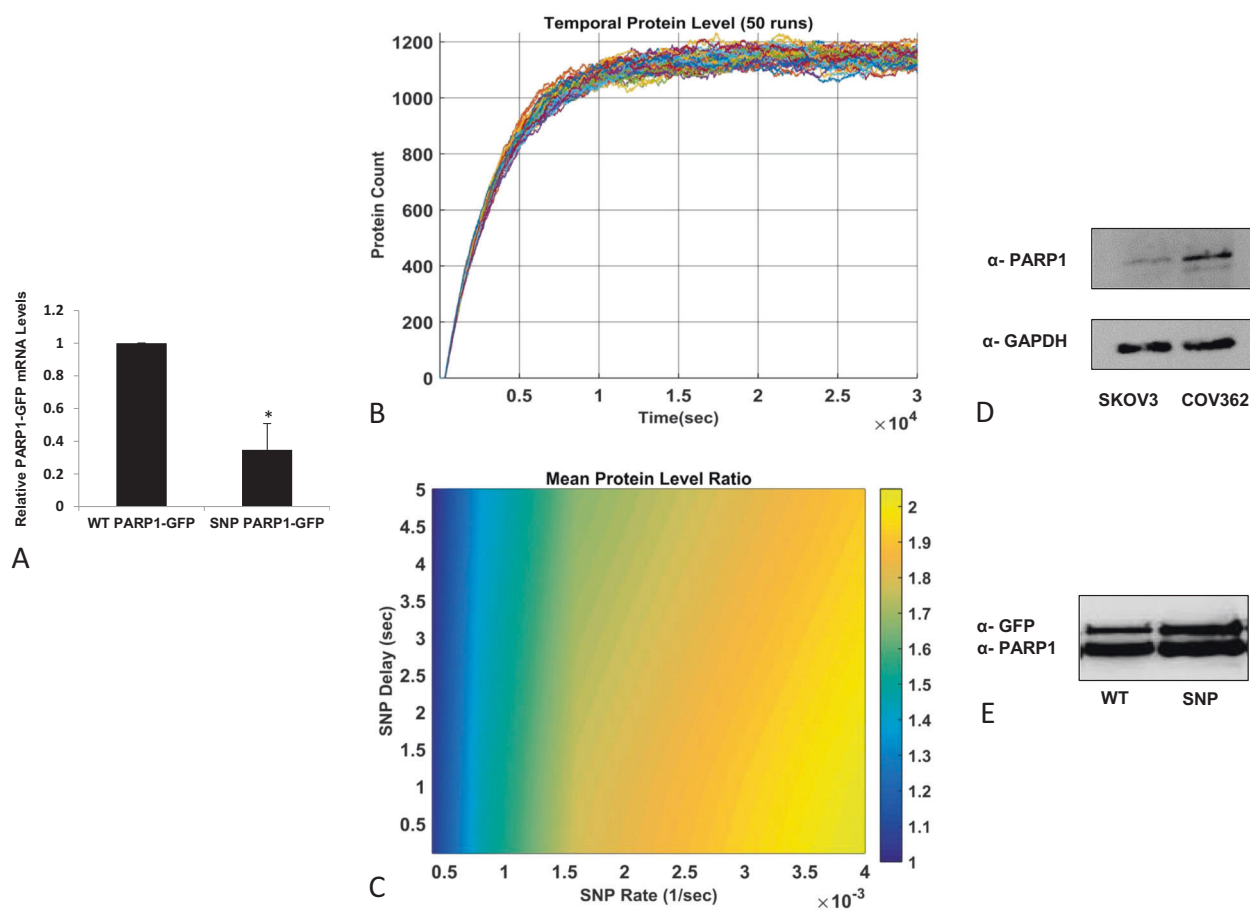 Relative PARP1-GFP mRNA Levels
1.2
1
0.8
0.6
0.4
0.2
0
*
WT PARP1-GFP
SNP PARP1-GFP
A
Temporal Protein Level (50 runs)
Protein Count
1200
1000
800
600
400
200
0
0.5
1
1.5
2
2.5
3
Time(sec)
×10⁴
B
Mean Protein Level Ratio
SNP Delay (sec)
5
4.5
4
3.5
3
2.5
2
1.5
1
0.5
0.5
1
1.5
2
2.5
3
3.5
4
SNP Rate (1/sec)
×10⁻³
2
1.9
1.8
1.7
1.6
1.5
1.4
1.3
1.2
1.1
1
C
α- PARP1
α- GAPDH
SKOV3 COV362
D
α- GFP
α- PARP1
WT SNP
E